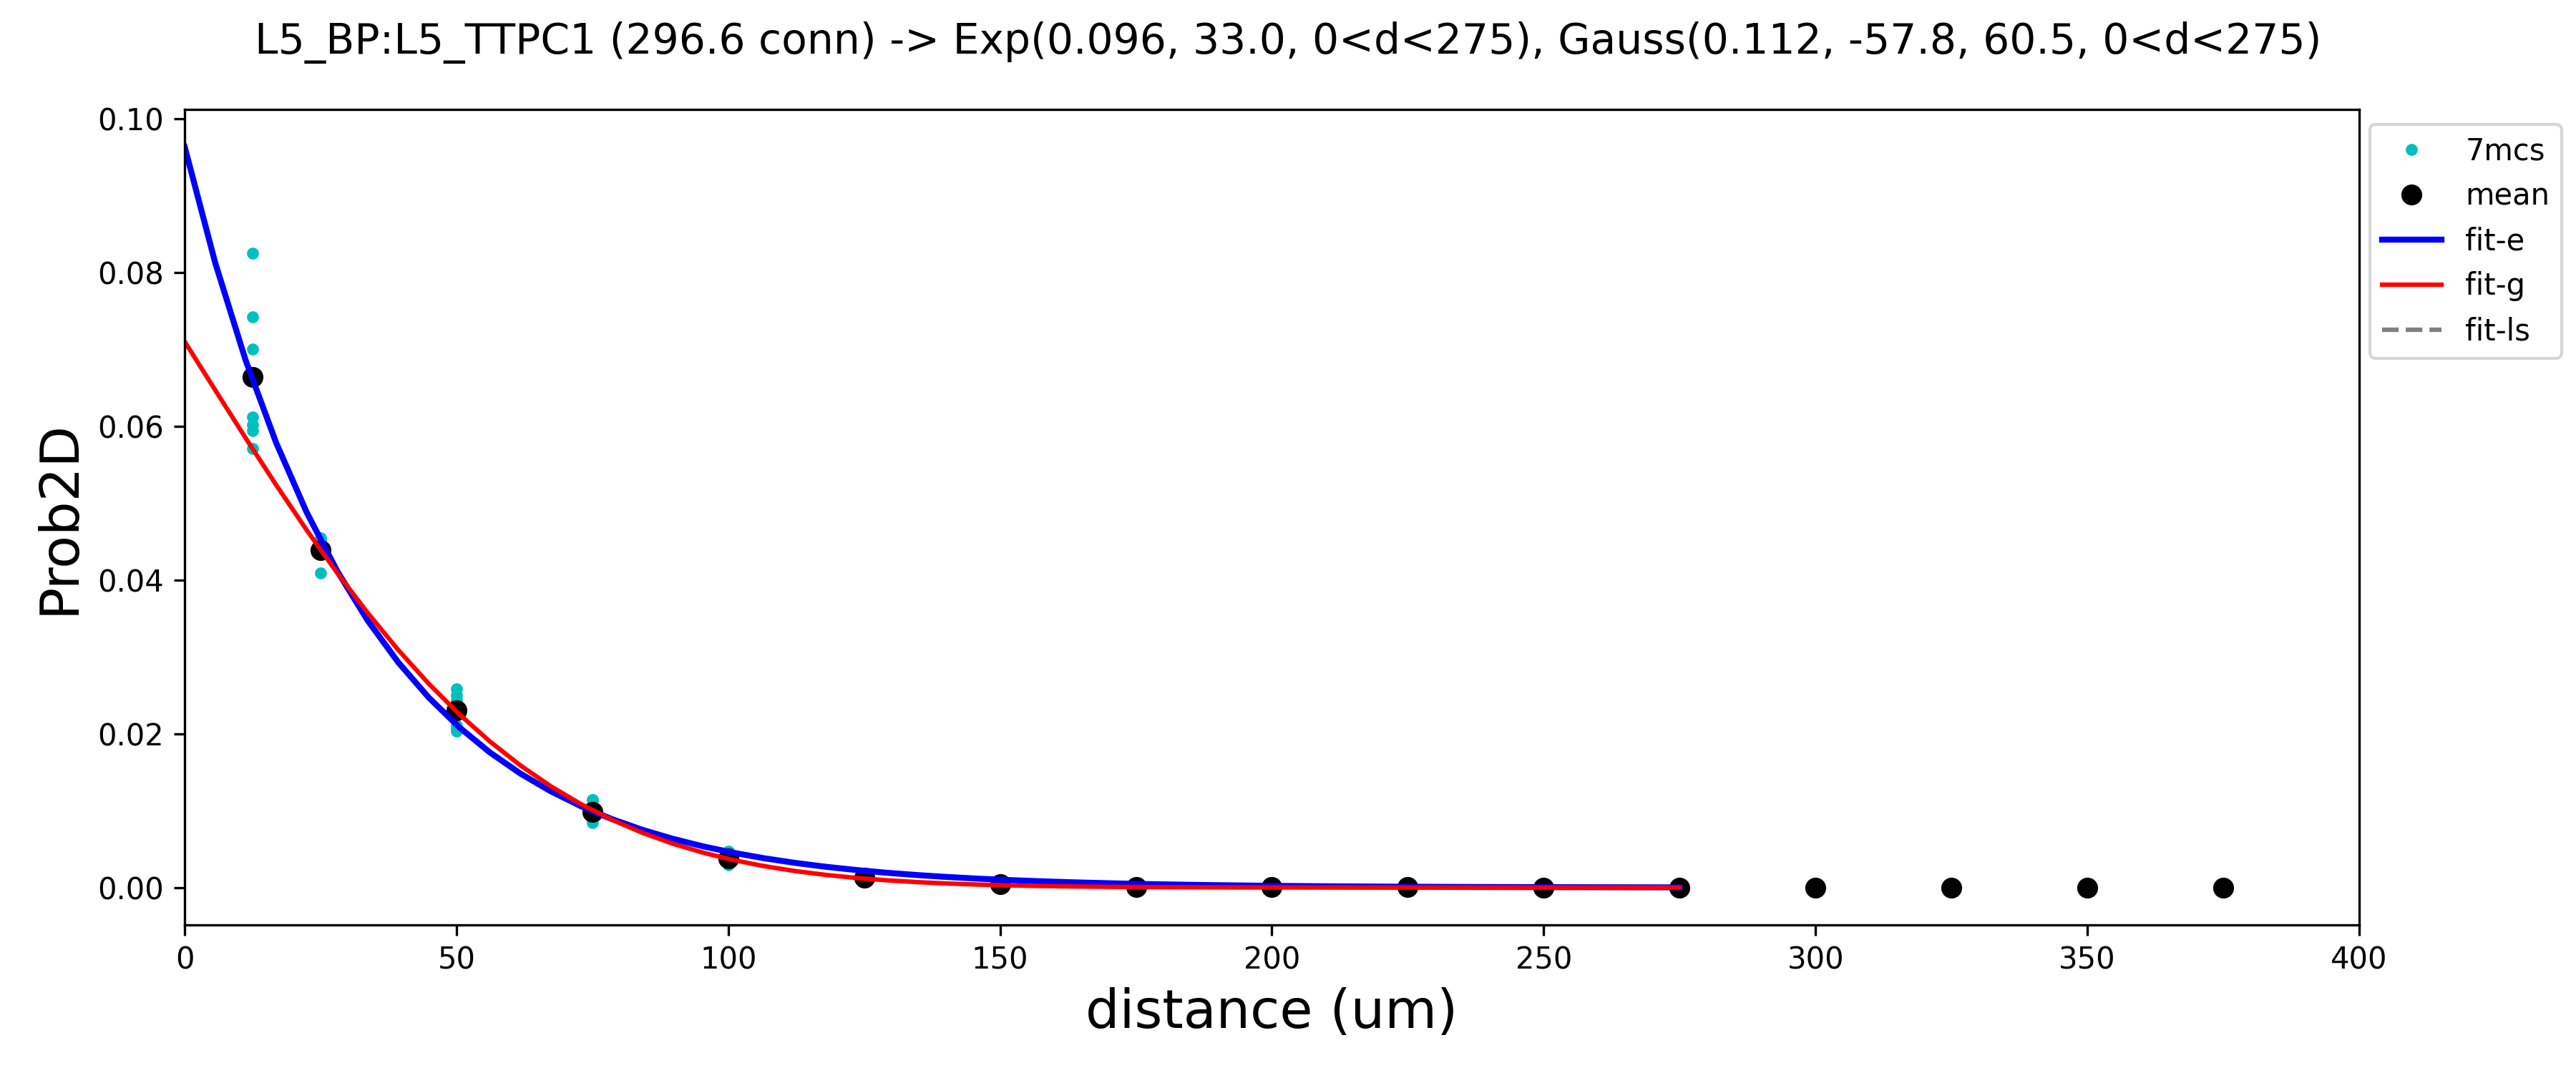 L5_BP:L5_TTPC1 (296.6 conn) -> Exp(0.096, 33.0, 0<d<275), Gauss(0.112, -57.8, 60.5, 0<d<275)
0.10
0.08
0.06
0.04
0.02
0.00
Prob2D
0 50 100 150 200 250 300 350 400
distance (um)
7mcs
mean
fit-e
fit-g
fit-ls